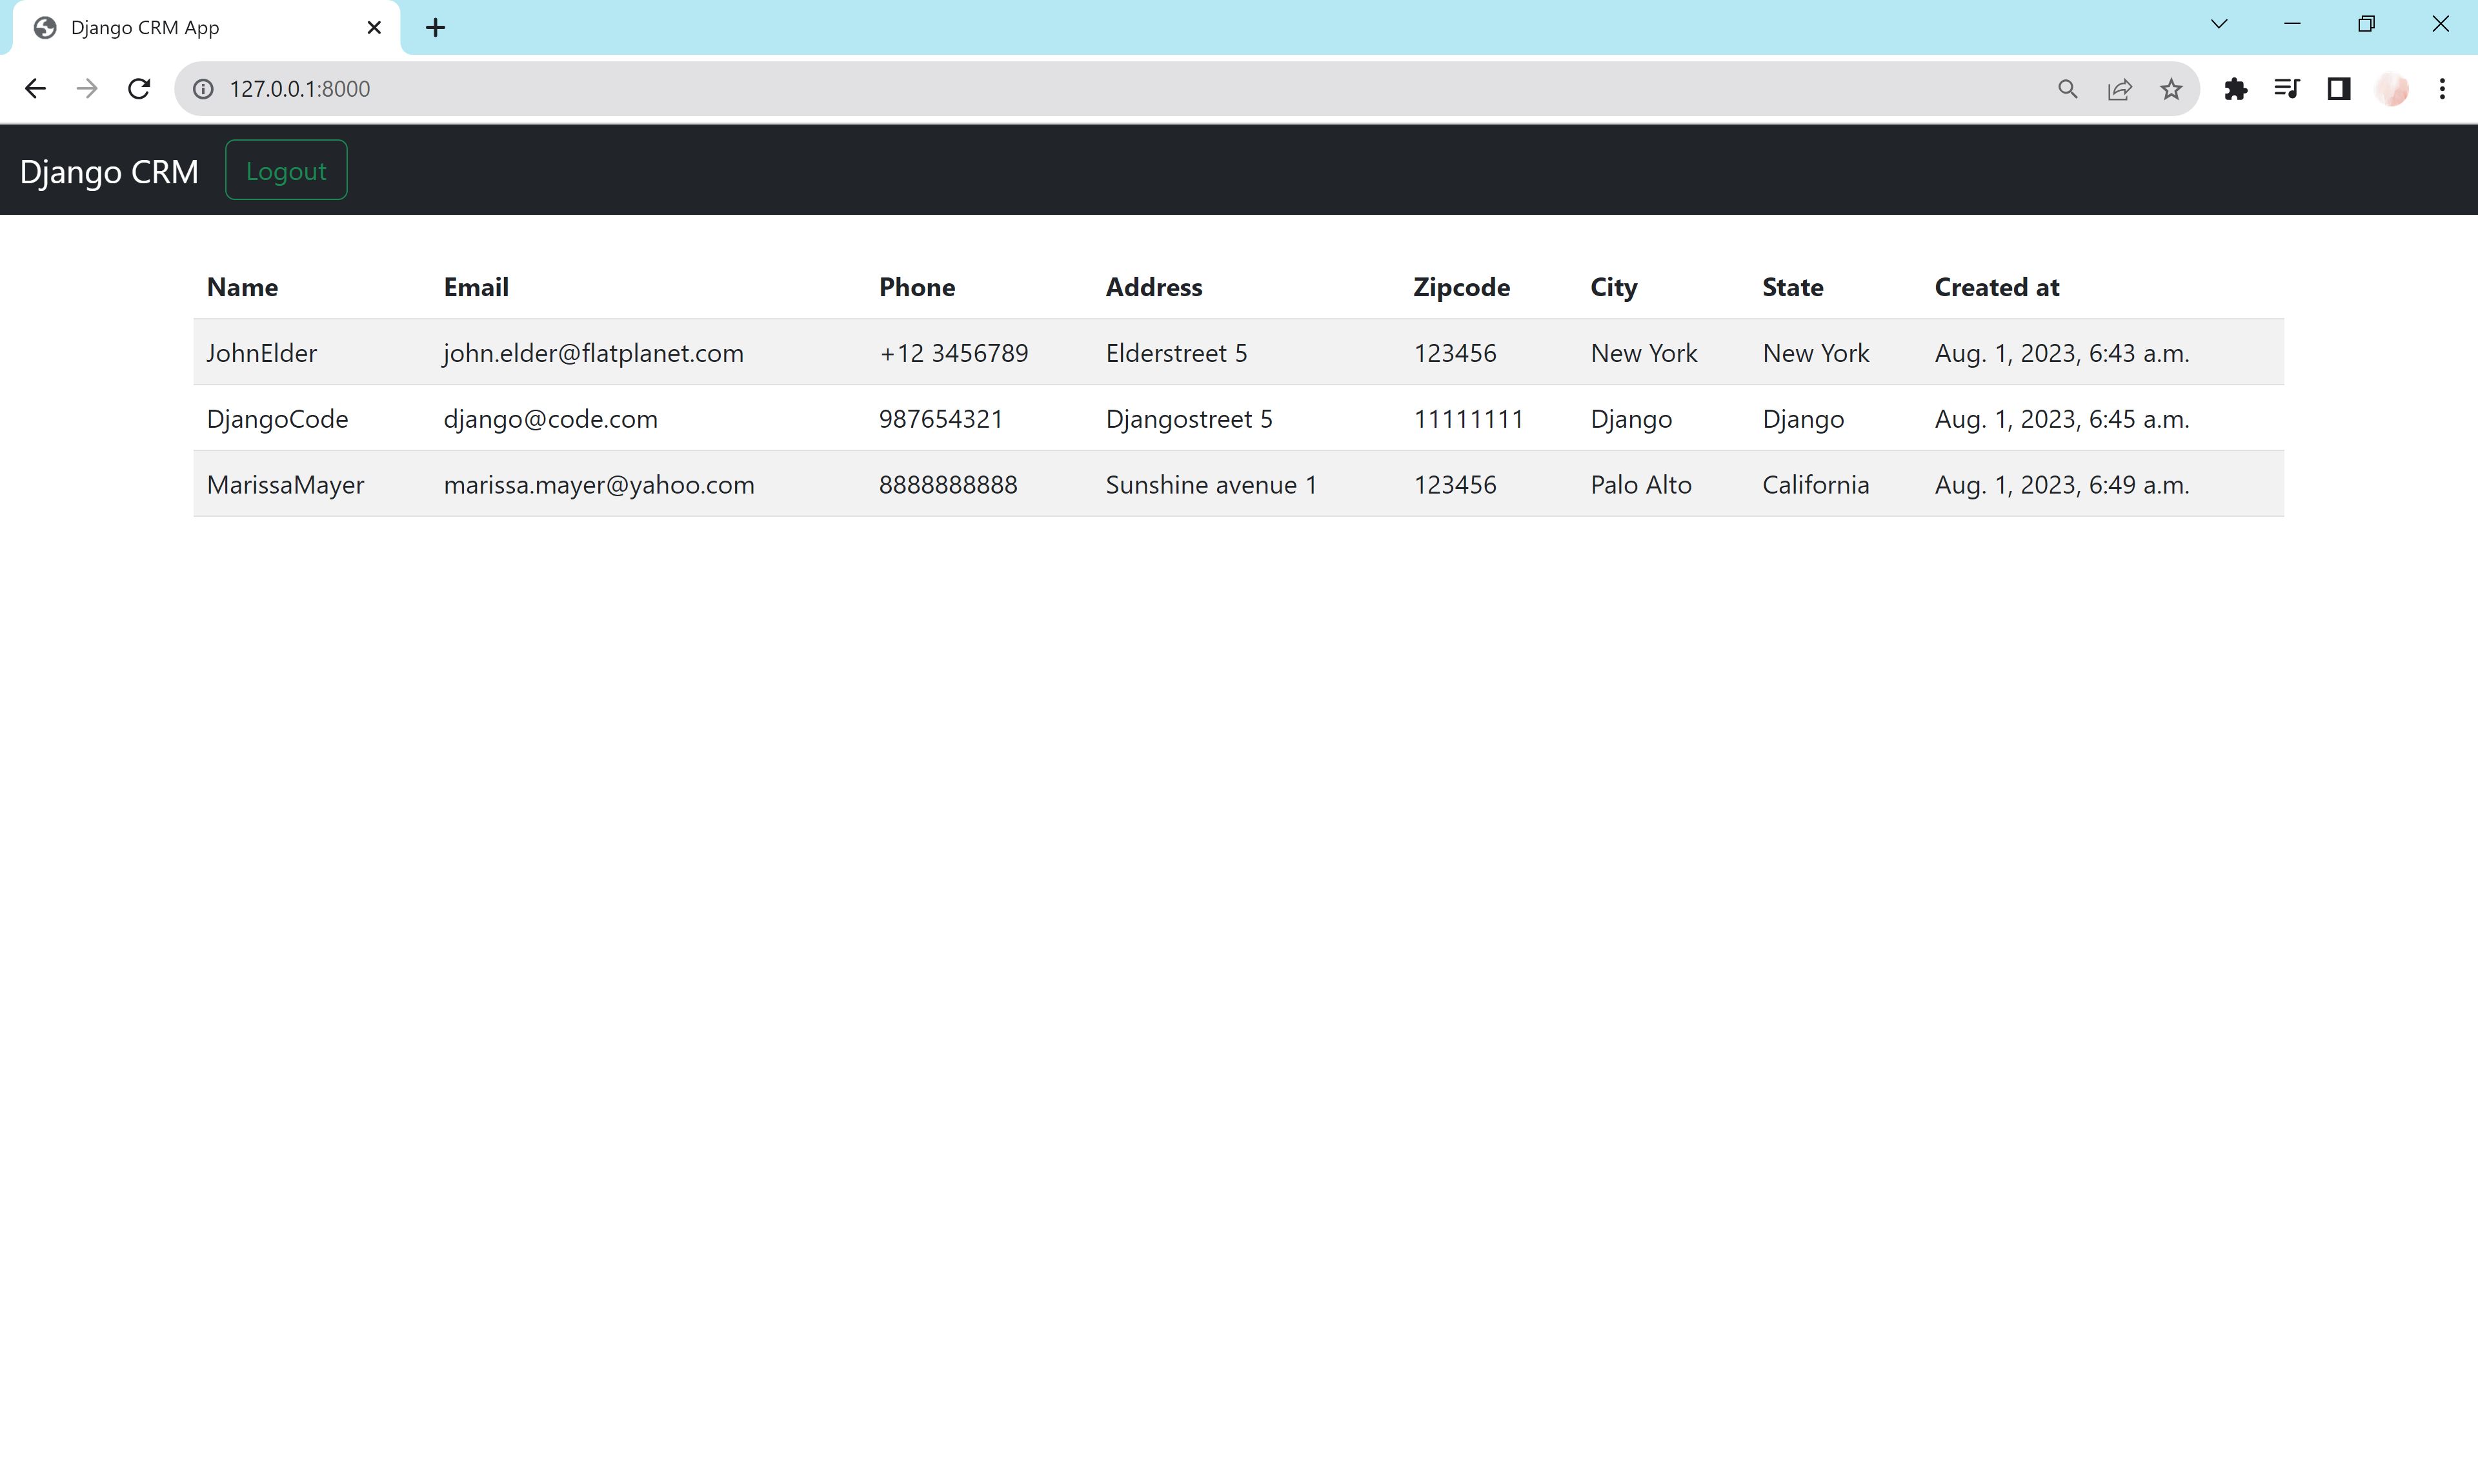 Django CRM App
127.0.0.1:8000
Django CRM Logout
Name Email Phone Address Zipcode City State Created at
JohnElder john.elder@flatplanet.com +12 3456789 Elderstreet 5 123456 New York New York Aug. 1, 2023, 6:43 a.m.
DjangoCode django@code.com 987654321 Djangostreet 5 11111111 Django Django Aug. 1, 2023, 6:45 a.m.
MarissaMayer marissa.mayer@yahoo.com 8888888888 Sunshine avenue 1 123456 Palo Alto California Aug. 1, 2023, 6:49 a.m.